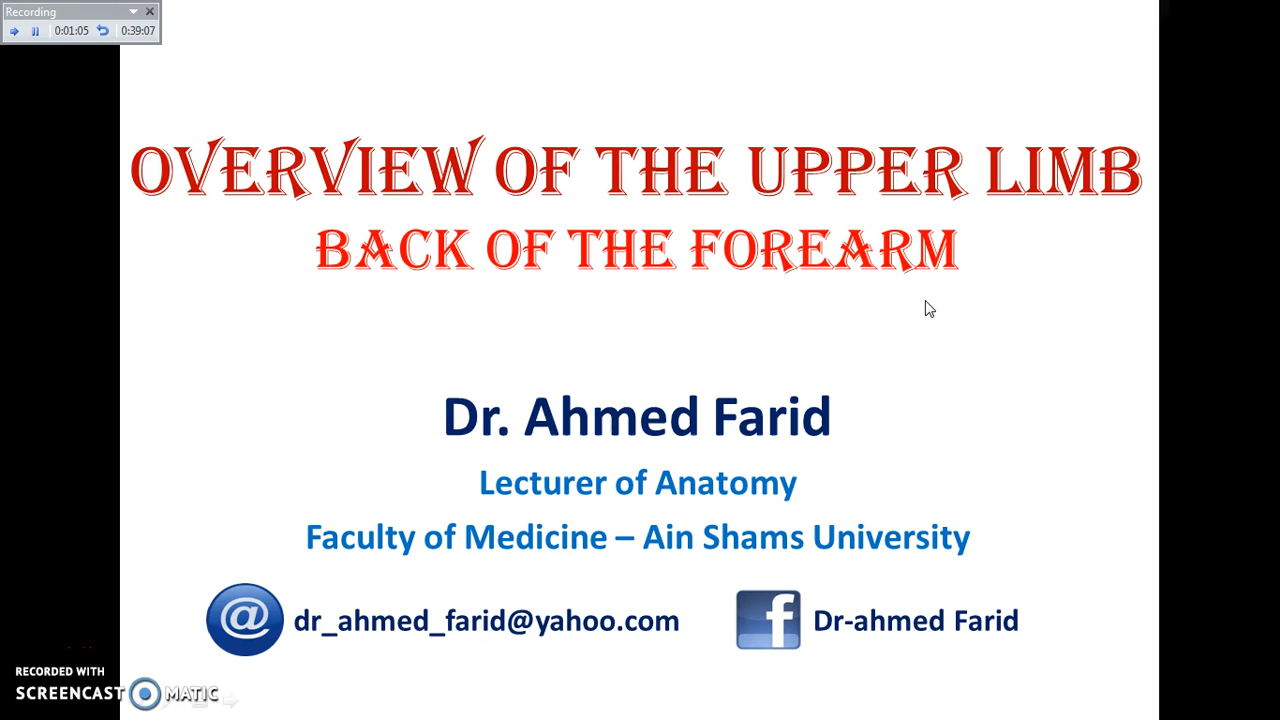 Recording
0:01:05
0:39:07
OVERVIEW OF THE UPPER LIMB
BACK OF THE FOREARM
Dr. Ahmed Farid
Lecturer of Anatomy
Faculty of Medicine – Ain Shams University
@ dr_ahmed_farid@yahoo.com
f Dr-ahmed Farid
RECORDED WITH
SCREENCAST MATIC